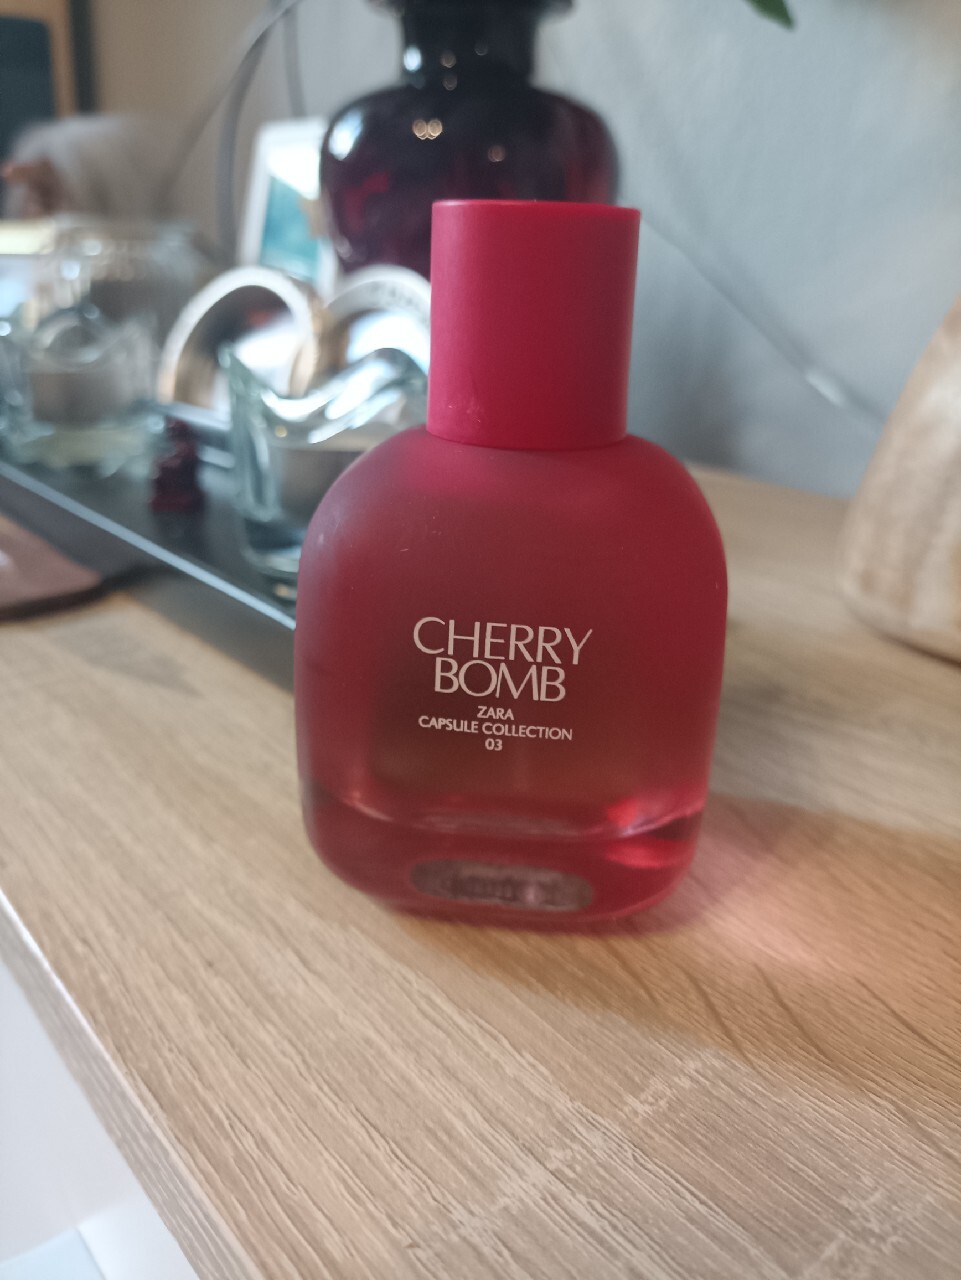 CHERRY
BOMB
ZARA
CAPSULE COLLECTION
03